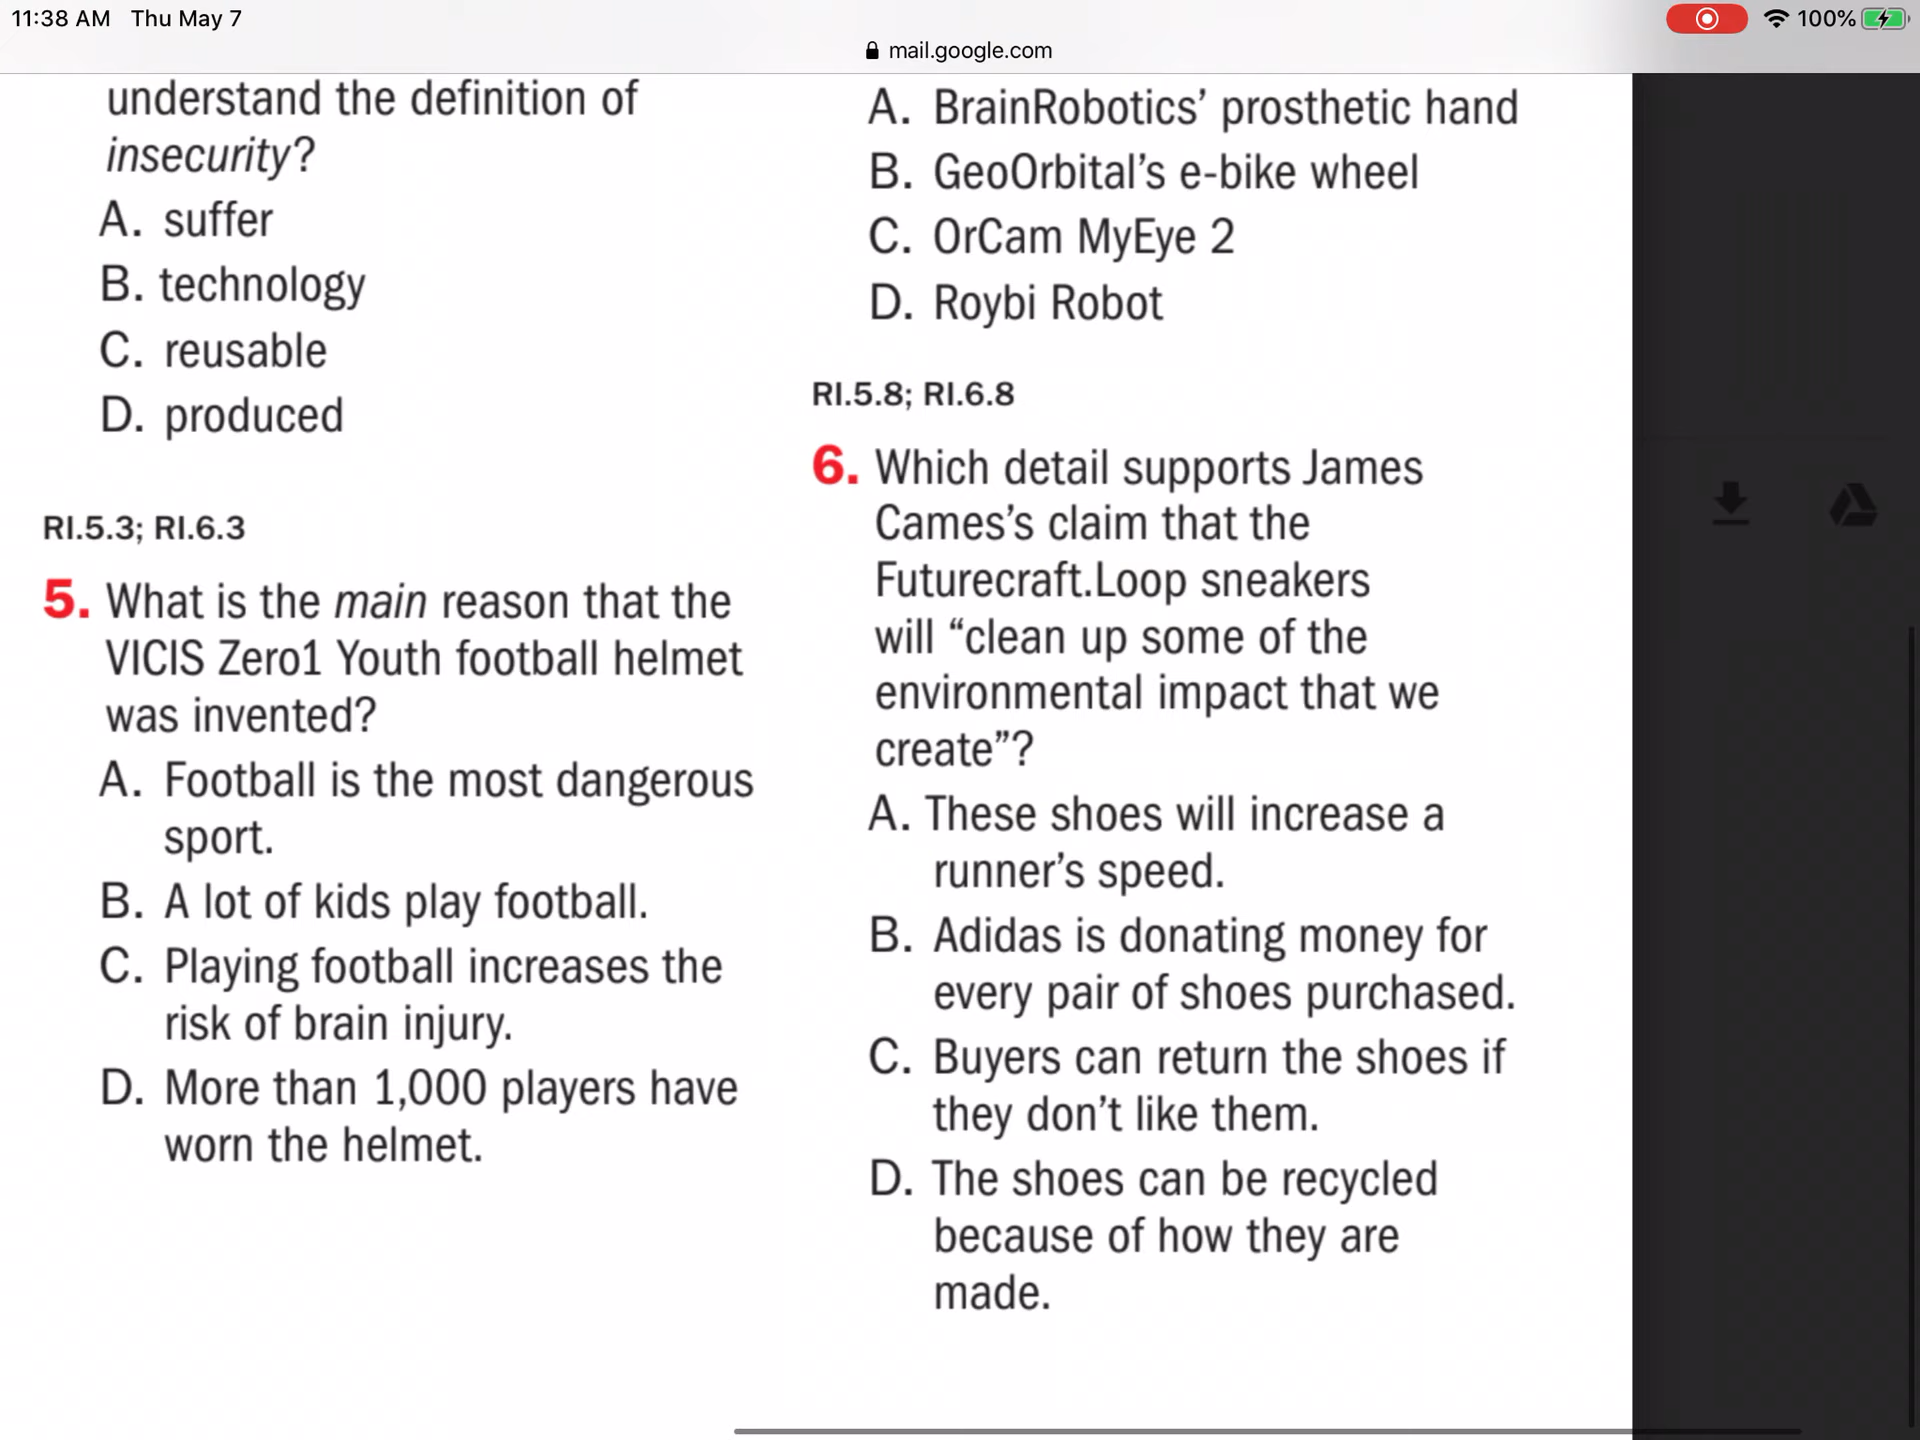 11:38 AM Thu May 7
100%
mail.google.com
understand the definition of
insecurity?
A. suffer
B. technology
C. reusable
D. produced
RI.5.3; RI.6.3
5. What is the main reason that the
VICIS Zero1 Youth football helmet
was invented?
A. Football is the most dangerous
sport.
B. A lot of kids play football.
C. Playing football increases the
risk of brain injury.
D. More than 1,000 players have
worn the helmet.
A. BrainRobotics’ prosthetic hand
B. GeoOrbital’s e-bike wheel
C. OrCam MyEye 2
D. Roybi Robot
RI.5.8; RI.6.8
6. Which detail supports James
Cames’s claim that the
Futurecraft.Loop sneakers
will “clean up some of the
environmental impact that we
create”?
A. These shoes will increase a
runner’s speed.
B. Adidas is donating money for
every pair of shoes purchased.
C. Buyers can return the shoes if
they don’t like them.
D. The shoes can be recycled
because of how they are
made.